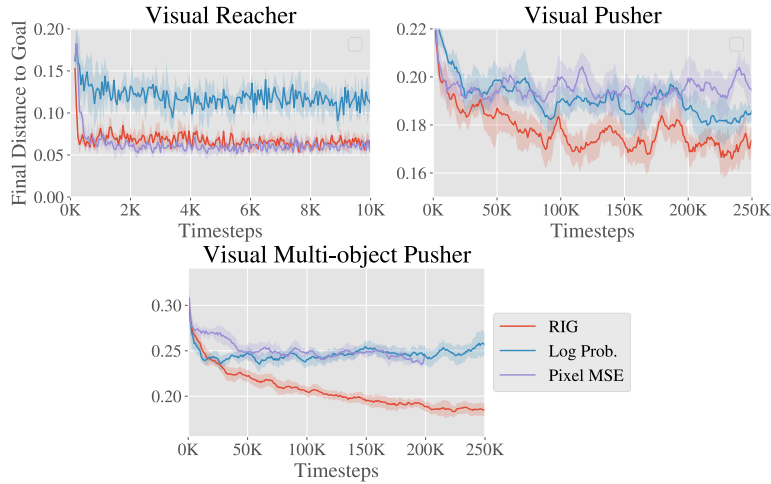 Visual Reacher
Final Distance to Goal
0.20
0.15
0.10
0.05
0.00
0K 2K 4K 6K 8K 10K
Timesteps
Visual Pusher
0.22
0.20
0.18
0.16
0K 50K 100K 150K 200K 250K
Timesteps
Visual Multi-object Pusher
0.30
0.25
0.20
0K 50K 100K 150K 200K 250K
Timesteps
RIG
Log Prob.
Pixel MSE